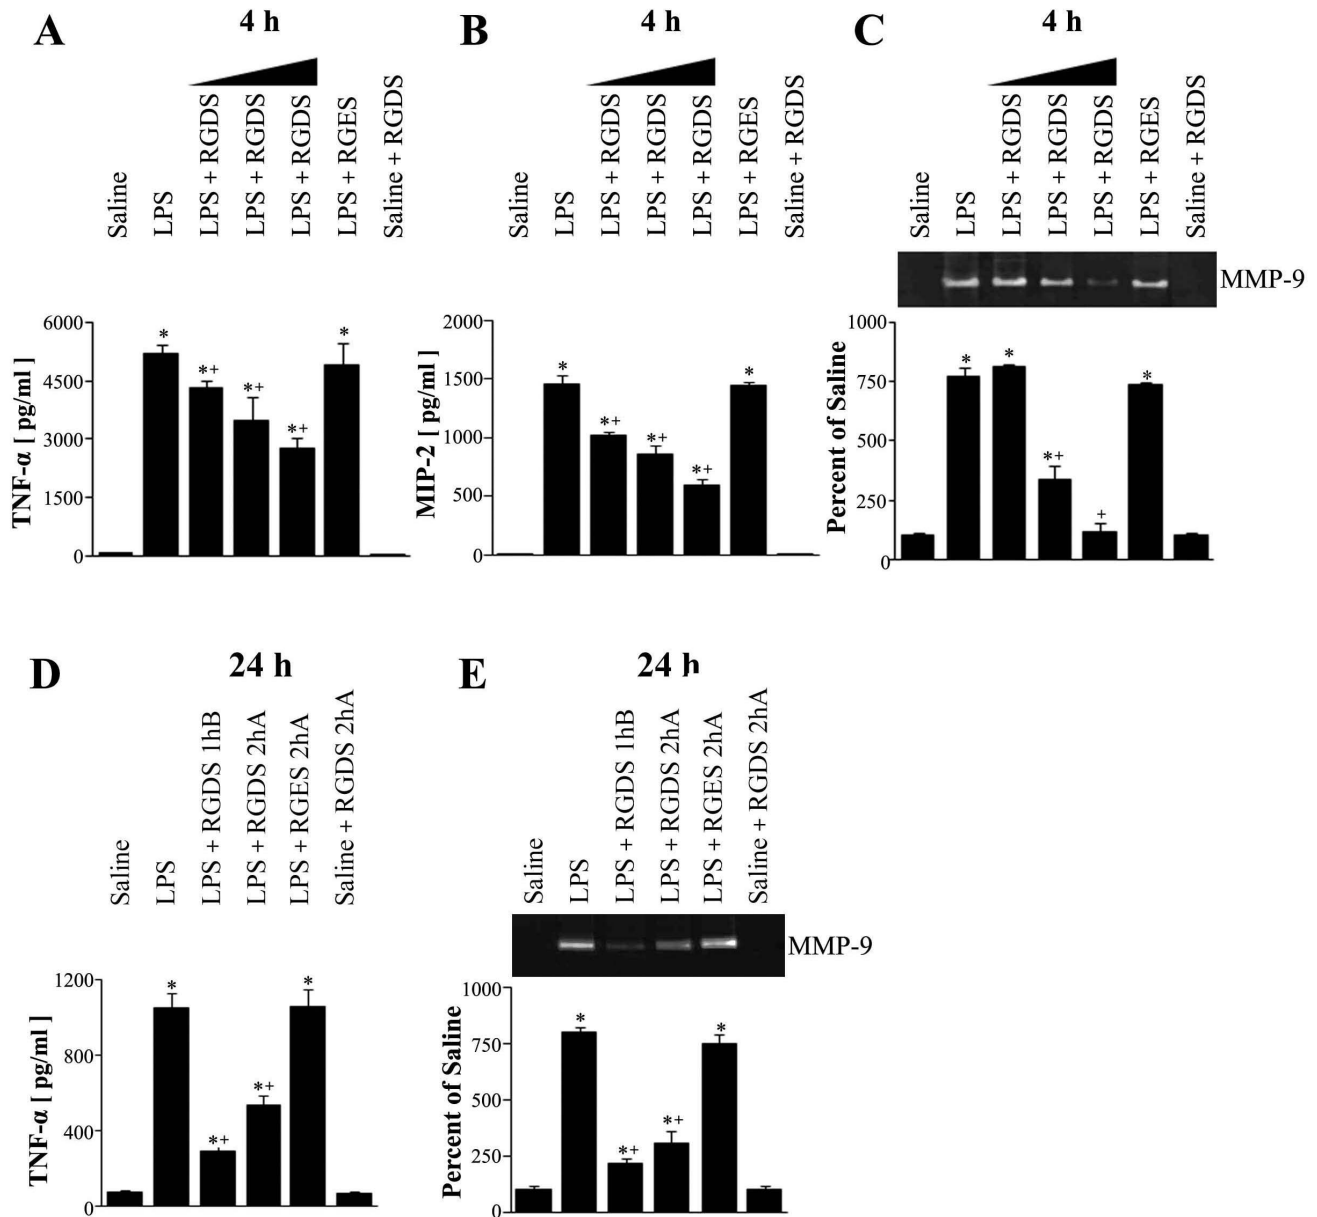 A
4 h
Saline
LPS
LPS + RGDS
LPS + RGDS
LPS + RGDS
LPS + RGES
Saline + RGDS
TNF-α [ pg/ml ]
6000
4500
3000
1500
0
*
*+
*+
*+
*
B
4 h
Saline
LPS
LPS + RGDS
LPS + RGDS
LPS + RGDS
LPS + RGES
Saline + RGDS
MIP-2 [ pg/ml ]
2000
1500
1000
500
0
*
*+
*+
*+
*
C
4 h
Saline
LPS
LPS + RGDS
LPS + RGDS
LPS + RGDS
LPS + RGES
Saline + RGDS
MMP-9
Percent of Saline
1000
750
500
250
0
*
*
*+
+
*
D
24 h
Saline
LPS
LPS + RGDS 1hB
LPS + RGDS 2hA
LPS + RGES 2hA
Saline + RGDS 2hA
TNF-α [ pg/ml ]
1200
800
400
0
*
*+
*+
*
E
24 h
Saline
LPS
LPS + RGDS 1hB
LPS + RGDS 2hA
LPS + RGES 2hA
Saline + RGDS 2hA
MMP-9
Percent of Saline
1000
750
500
250
0
*
*+
*+
*